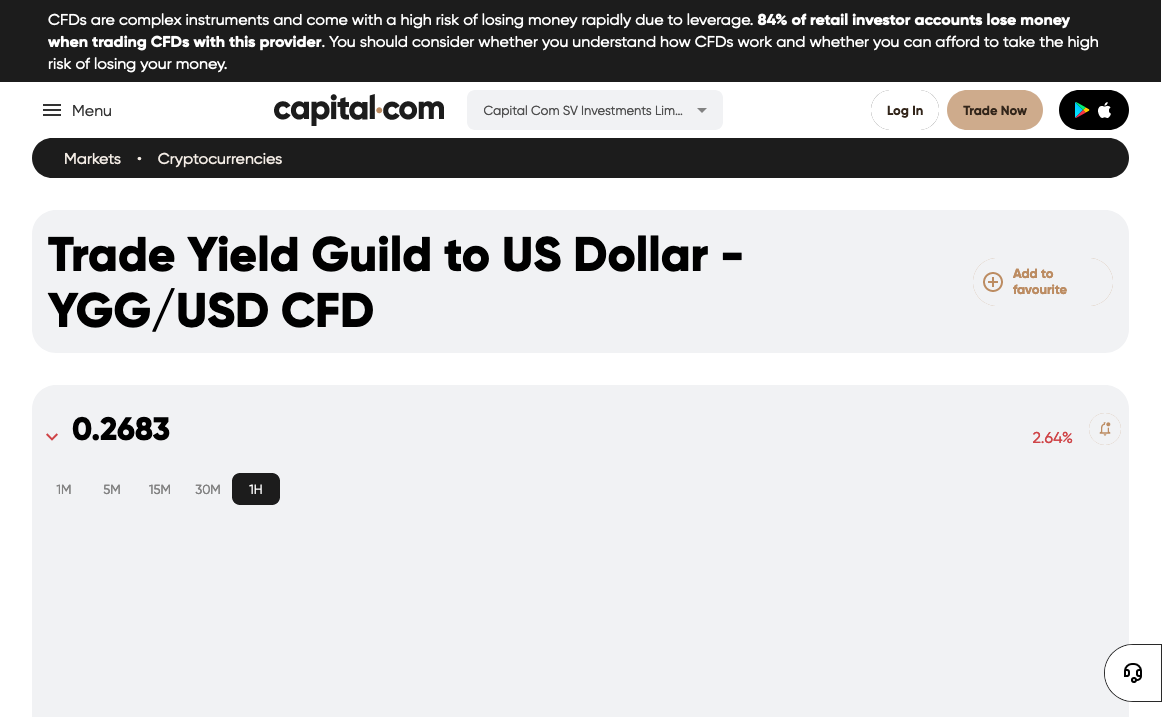 CFDs are complex instruments and come with a high risk of losing money rapidly due to leverage. 84% of retail investor accounts lose money
when trading CFDs with this provider. You should consider whether you understand how CFDs work and whether you can afford to take the high
risk of losing your money.
Menu
capital.com
Capital Com SV Investments Lim...
Log In
Trade Now
Markets • Cryptocurrencies
Trade Yield Guild to US Dollar -
YGG/USD CFD
Add to
favourite
0.2683
2.64%
1M 5M 15M 30M 1H